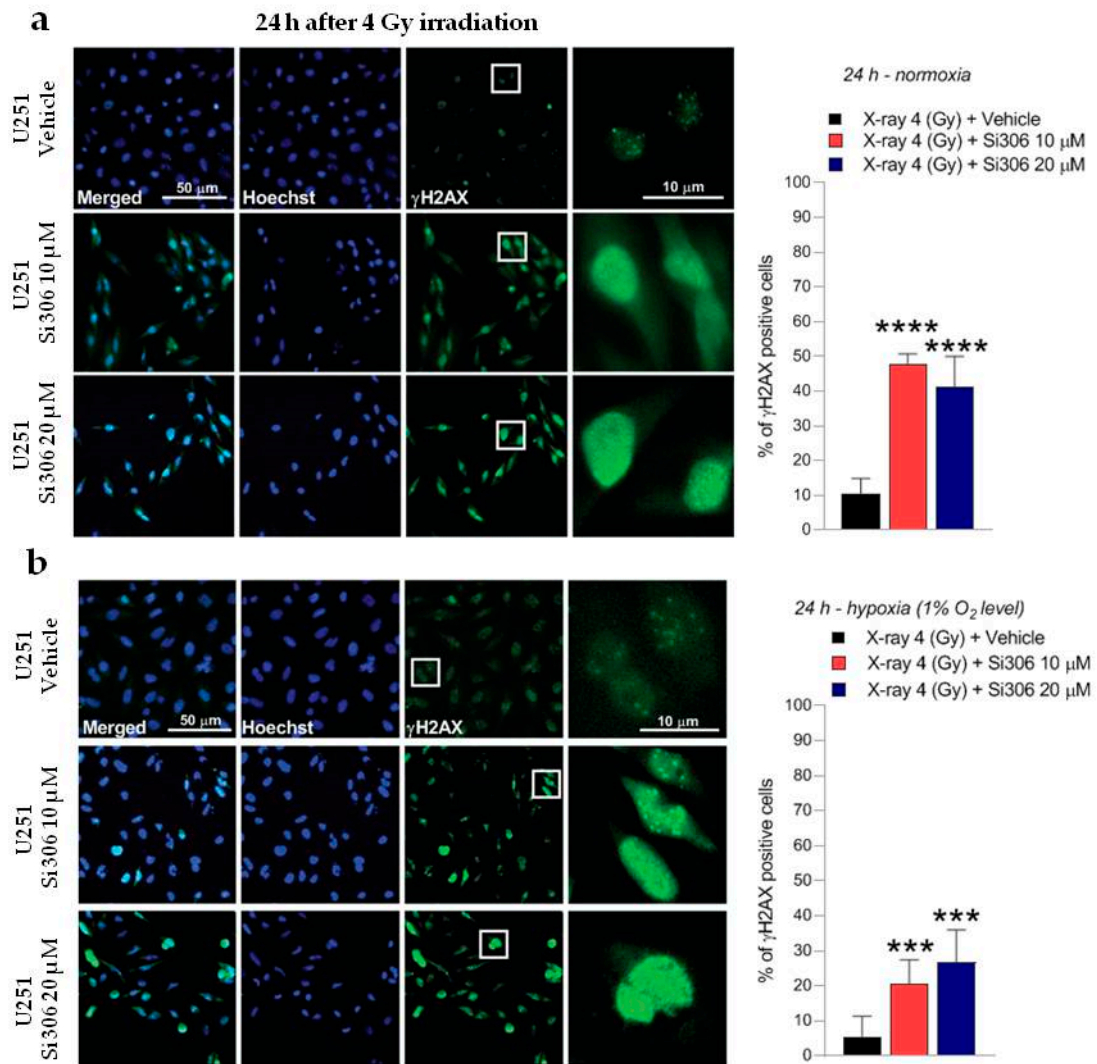 a
24 h after 4 Gy irradiation
U251
Vehicle
Merged
50 μm
Hoechst
γH2AX
10 μm
U251
Si306 10 μM
U251
Si306 20 μM
24 h - normoxia
X-ray 4 (Gy) + Vehicle
X-ray 4 (Gy) + Si306 10 μM
X-ray 4 (Gy) + Si306 20 μM
% of γH2AX positive cells
100
90
80
70
60
50
40
30
20
10
0
****
****
b
U251
Vehicle
Merged
50 μm
Hoechst
γH2AX
10 μm
U251
Si306 10 μM
U251
Si306 20 μM
24 h - hypoxia (1% O₂ level)
X-ray 4 (Gy) + Vehicle
X-ray 4 (Gy) + Si306 10 μM
X-ray 4 (Gy) + Si306 20 μM
% of γH2AX positive cells
100
90
80
70
60
50
40
30
20
10
0
***
***